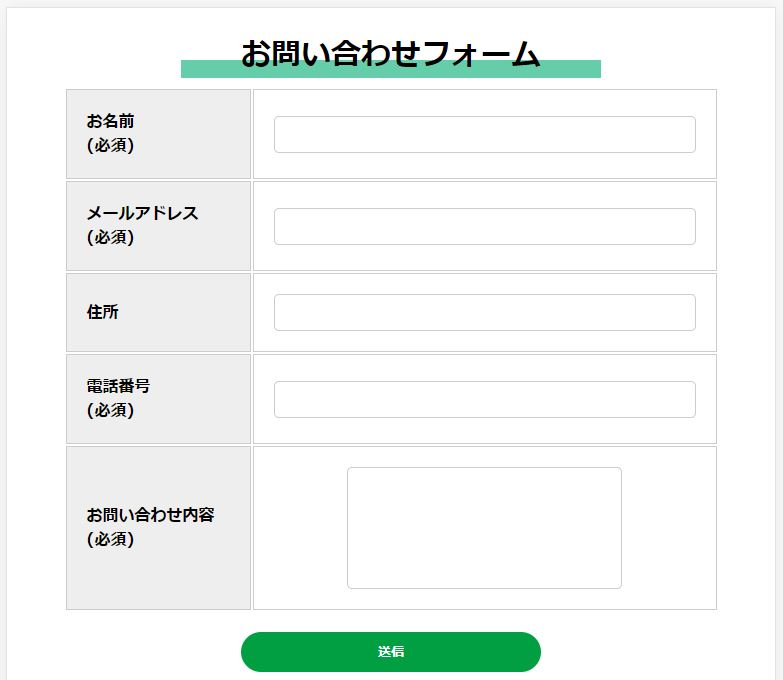 お問い合わせフォーム
お名前
(必須)
メールアドレス
(必須)
住所
電話番号
(必須)
お問い合わせ内容
(必須)
送信